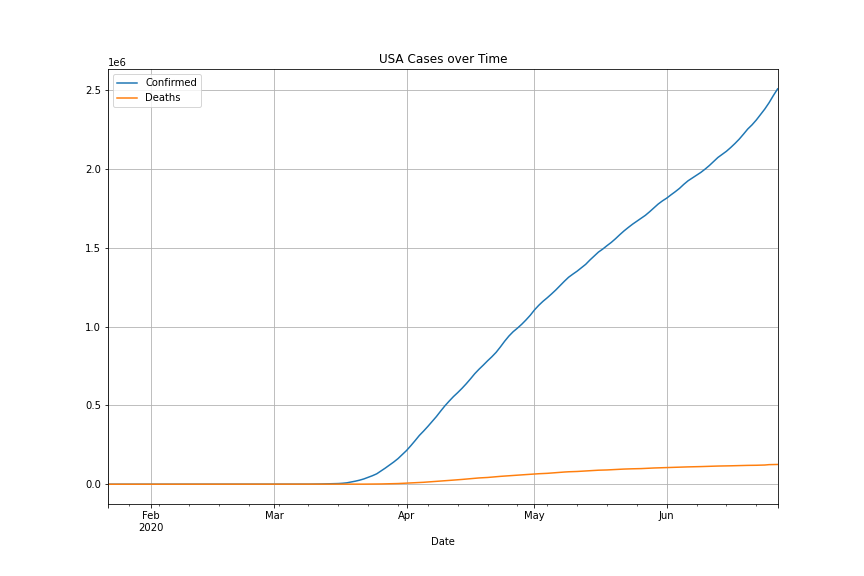 USA Cases over Time
1e6
Confirmed
Deaths
2.5
2.0
1.5
1.0
0.5
0.0
Feb Mar Apr May Jun
2020
Date